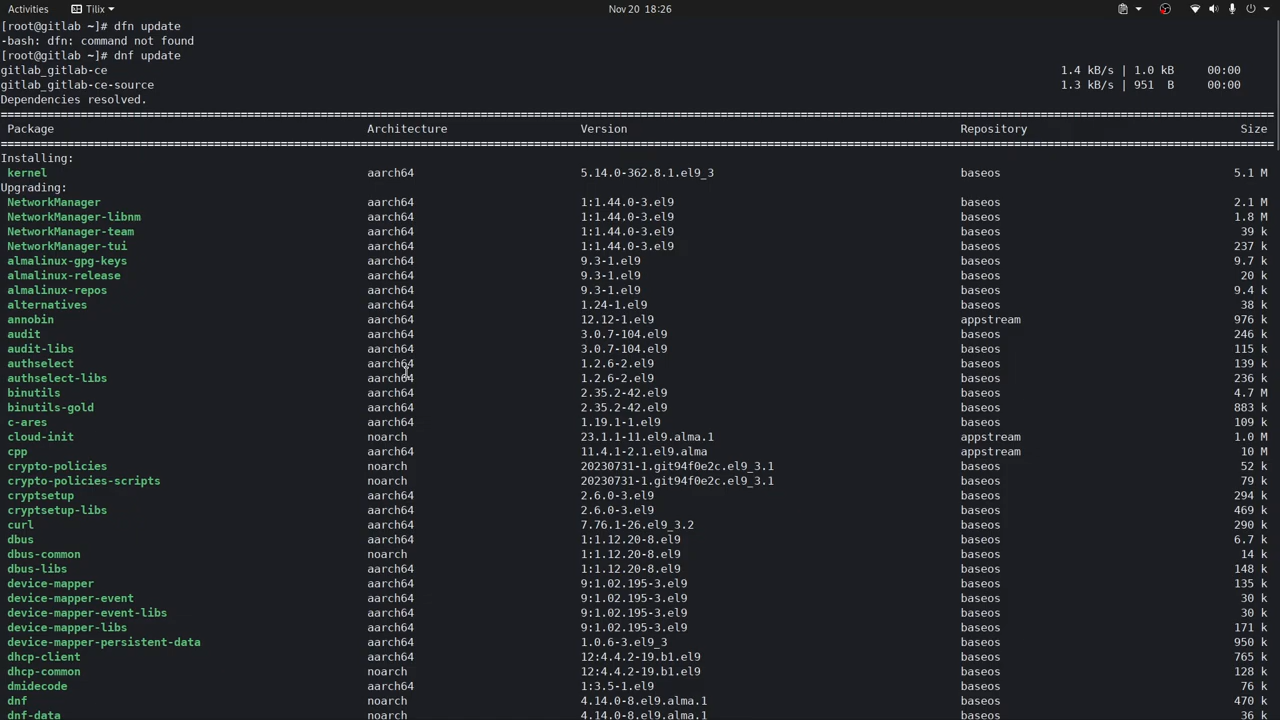 Activities Tilix Nov 20 18:26
[root@gitlab ~]# dfn update
-bash: dfn: command not found
[root@gitlab ~]# dnf update
gitlab_gitlab-ce 1.4 kB/s | 1.0 kB 00:00
gitlab_gitlab-ce-source 1.3 kB/s | 951 B 00:00
Dependencies resolved.
Package Architecture Version Repository Size
Installing:
kernel aarch64 5.14.0-362.8.1.el9_3 baseos 5.1 M
Upgrading:
NetworkManager aarch64 1:1.44.0-3.el9 baseos 2.1 M
NetworkManager-libnm aarch64 1:1.44.0-3.el9 baseos 1.8 M
NetworkManager-team aarch64 1:1.44.0-3.el9 baseos 39 k
NetworkManager-tui aarch64 1:1.44.0-3.el9 baseos 237 k
almalinux-gpg-keys aarch64 9.3-1.el9 baseos 9.7 k
almalinux-release aarch64 9.3-1.el9 baseos 20 k
almalinux-repos aarch64 9.3-1.el9 baseos 9.4 k
alternatives aarch64 1.24-1.el9 baseos 38 k
annobin aarch64 12.12-1.el9 appstream 976 k
audit aarch64 3.0.7-104.el9 baseos 246 k
audit-libs aarch64 3.0.7-104.el9 baseos 115 k
authselect aarch64 1.2.6-2.el9 baseos 139 k
authselect-libs aarch64 1.2.6-2.el9 baseos 236 k
binutils aarch64 2.35.2-42.el9 baseos 4.7 M
binutils-gold aarch64 2.35.2-42.el9 baseos 883 k
c-ares aarch64 1.19.1-1.el9 baseos 109 k
cloud-init noarch 23.1.1-11.el9.alma.1 appstream 1.0 M
cpp aarch64 11.4.1-2.1.el9.alma appstream 10 M
crypto-policies noarch 20230731-1.git94f0e2c.el9_3.1 baseos 52 k
crypto-policies-scripts noarch 20230731-1.git94f0e2c.el9_3.1 baseos 79 k
cryptsetup aarch64 2.6.0-3.el9 baseos 294 k
cryptsetup-libs aarch64 2.6.0-3.el9 baseos 469 k
curl aarch64 7.76.1-26.el9_3.2 baseos 290 k
dbus aarch64 1:1.12.20-8.el9 baseos 6.7 k
dbus-common noarch 1:1.12.20-8.el9 baseos 14 k
dbus-libs aarch64 1:1.12.20-8.el9 baseos 148 k
device-mapper aarch64 9:1.02.195-3.el9 baseos 135 k
device-mapper-event aarch64 9:1.02.195-3.el9 baseos 30 k
device-mapper-event-libs aarch64 9:1.02.195-3.el9 baseos 30 k
device-mapper-libs aarch64 9:1.02.195-3.el9 baseos 171 k
device-mapper-persistent-data aarch64 1.0.6-3.el9_3 baseos 950 k
dhcp-client aarch64 12:4.4.2-19.b1.el9 baseos 765 k
dhcp-common noarch 12:4.4.2-19.b1.el9 baseos 128 k
dmidecode aarch64 1:3.5-1.el9 baseos 76 k
dnf noarch 4.14.0-8.el9.alma.1 baseos 470 k
dnf-data noarch 4.14.0-8.el9.alma.1 baseos 36 k